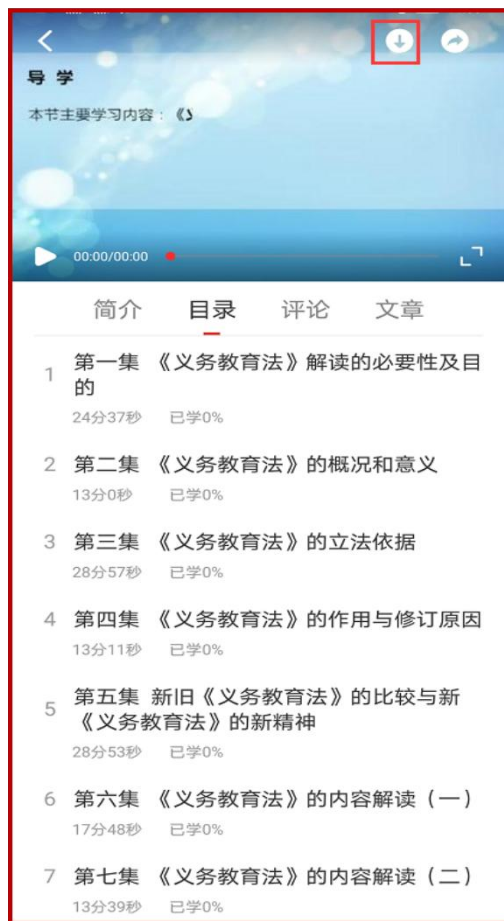 导 学
本节主要学习内容：《
00:00/00:00
简介 目录 评论 文章
1 第一集 《义务教育法》解读的必要性及目
的
24分37秒 已学0%
2 第二集 《义务教育法》的概况和意义
13分0秒 已学0%
3 第三集 《义务教育法》的立法依据
28分57秒 已学0%
4 第四集 《义务教育法》的作用与修订原因
13分11秒 已学0%
5 第五集 新旧《义务教育法》的比较与新
《义务教育法》的新精神
28分53秒 已学0%
6 第六集 《义务教育法》的内容解读（一）
17分48秒 已学0%
7 第七集 《义务教育法》的内容解读（二）
13分39秒 已学0%